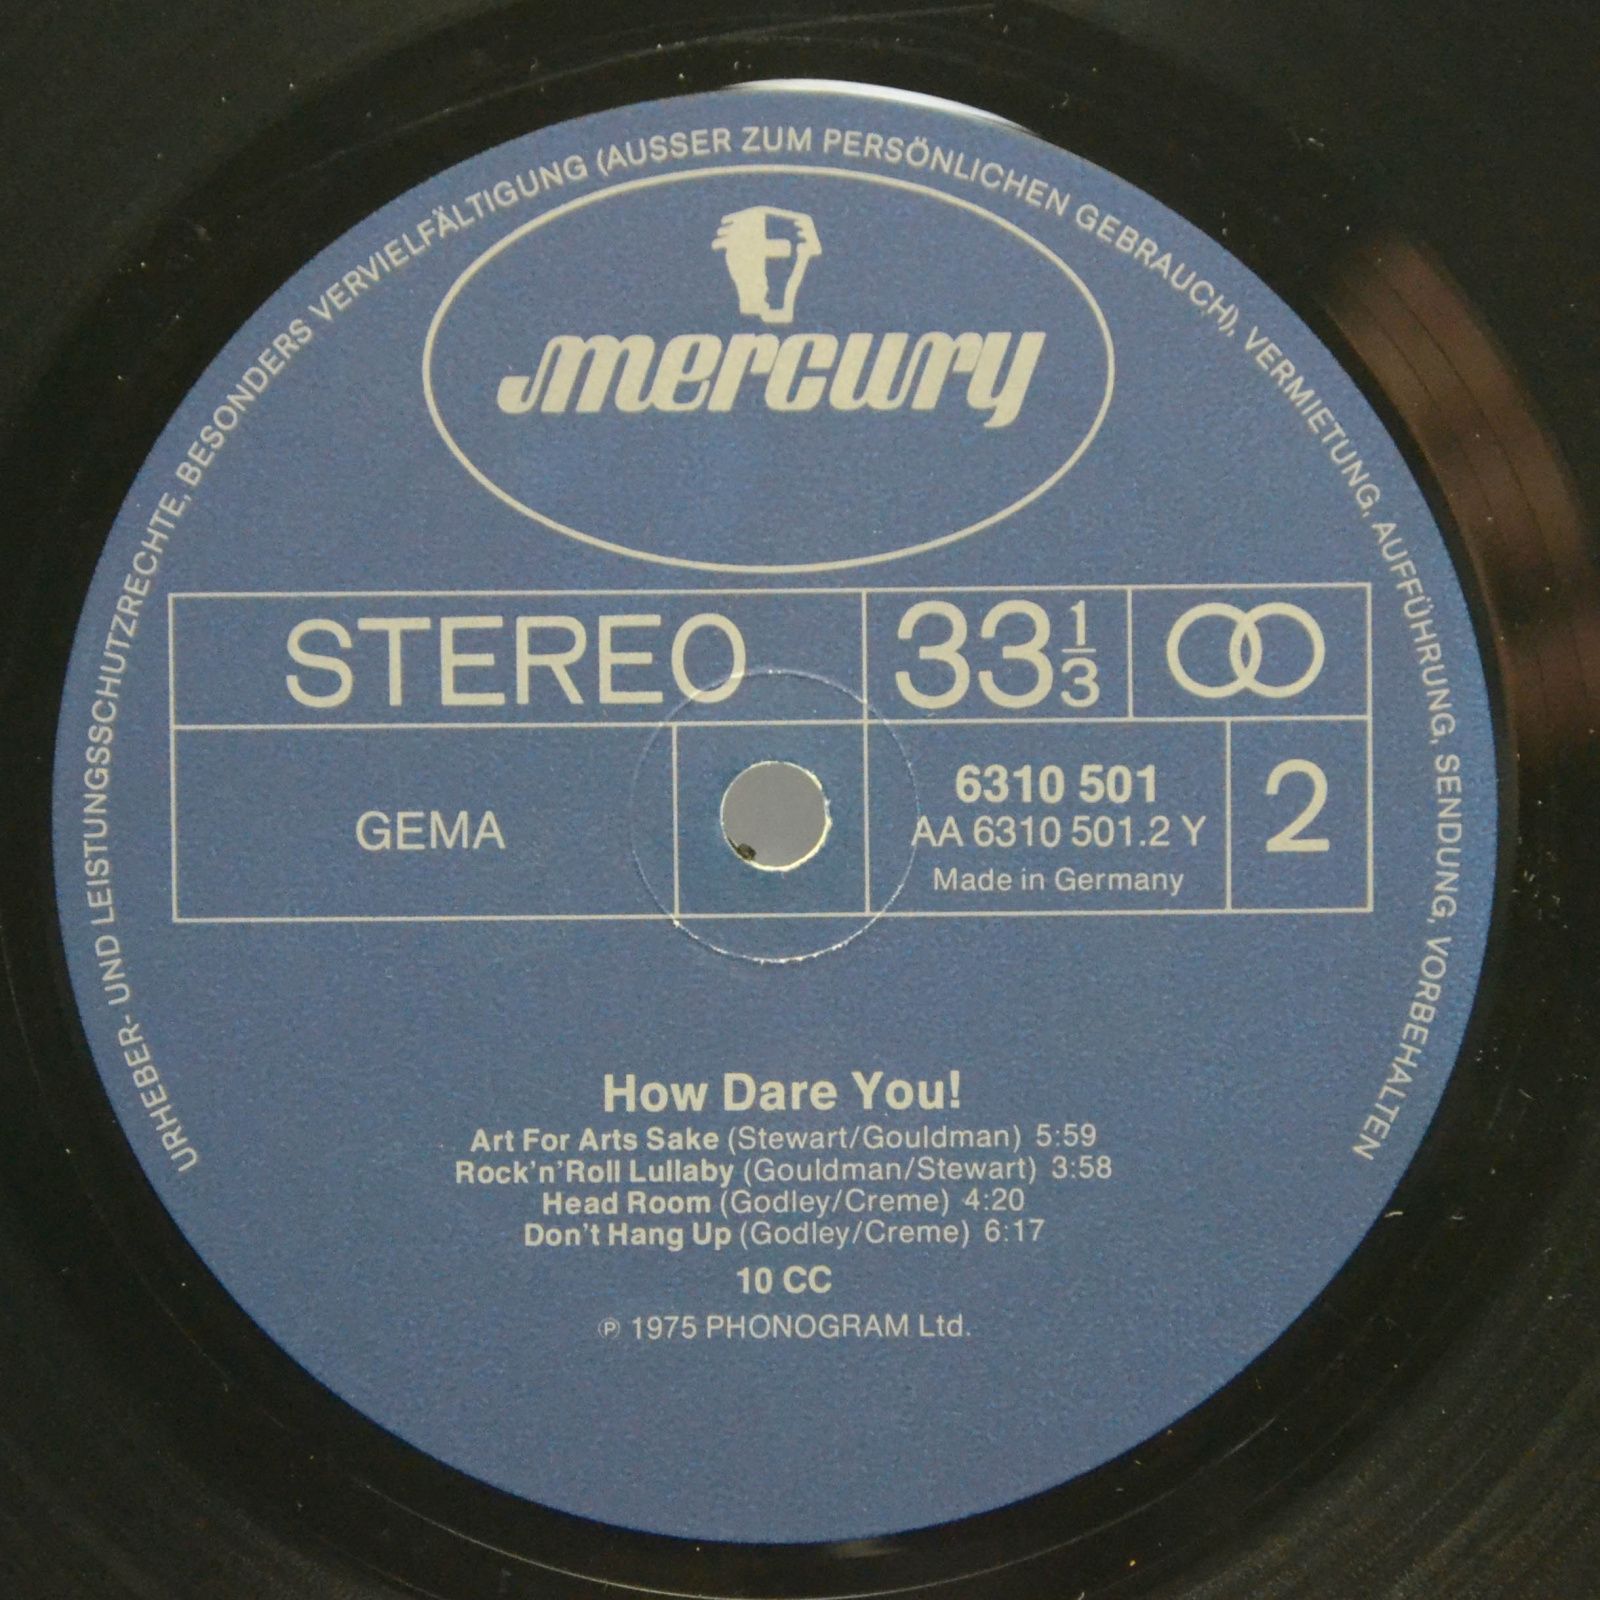 URHEBER- UND LEISTUNGSSCHUTZRECHTE, BESONDERS VERVIELFÄLTIGUNG (AUSSER ZUM PERSÖNLICHEN GEBRAUCH), VERMIETUNG, AUFFÜHRUNG, SENDUNG, VORBEHALTEN
mercury
STEREO 33 1/3
GEMA
6310 501
AA 6310 501.2 Y
Made in Germany
2
How Dare You!
Art For Arts Sake (Stewart/Gouldman) 5:59
Rock'n'Roll Lullaby (Gouldman/Stewart) 3:58
Head Room (Godley/Creme) 4:20
Don't Hang Up (Godley/Creme) 6:17
10 CC
℗ 1975 PHONOGRAM Ltd.